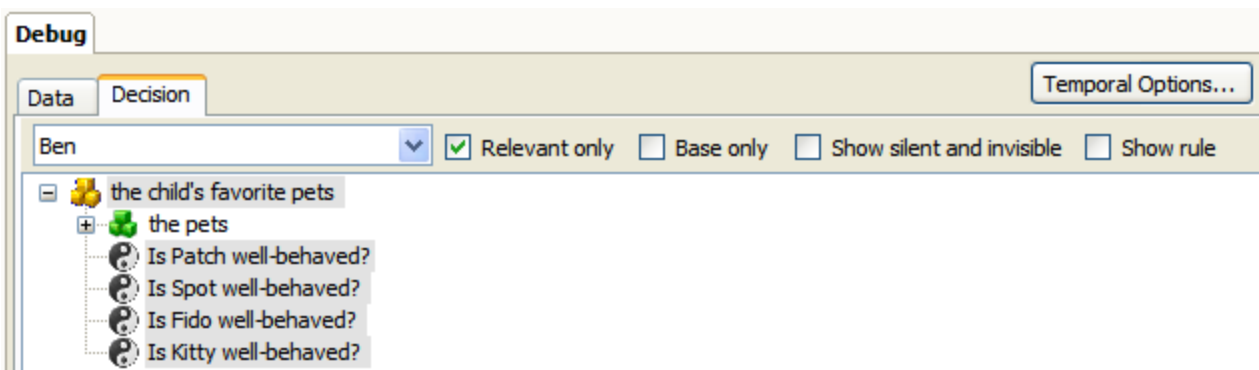 Debug
Temporal Options...
Data Decision
Ben Relevant only Base only Show silent and invisible Show rule
the child's favorite pets
the pets
Is Patch well-behaved?
Is Spot well-behaved?
Is Fido well-behaved?
Is Kitty well-behaved?